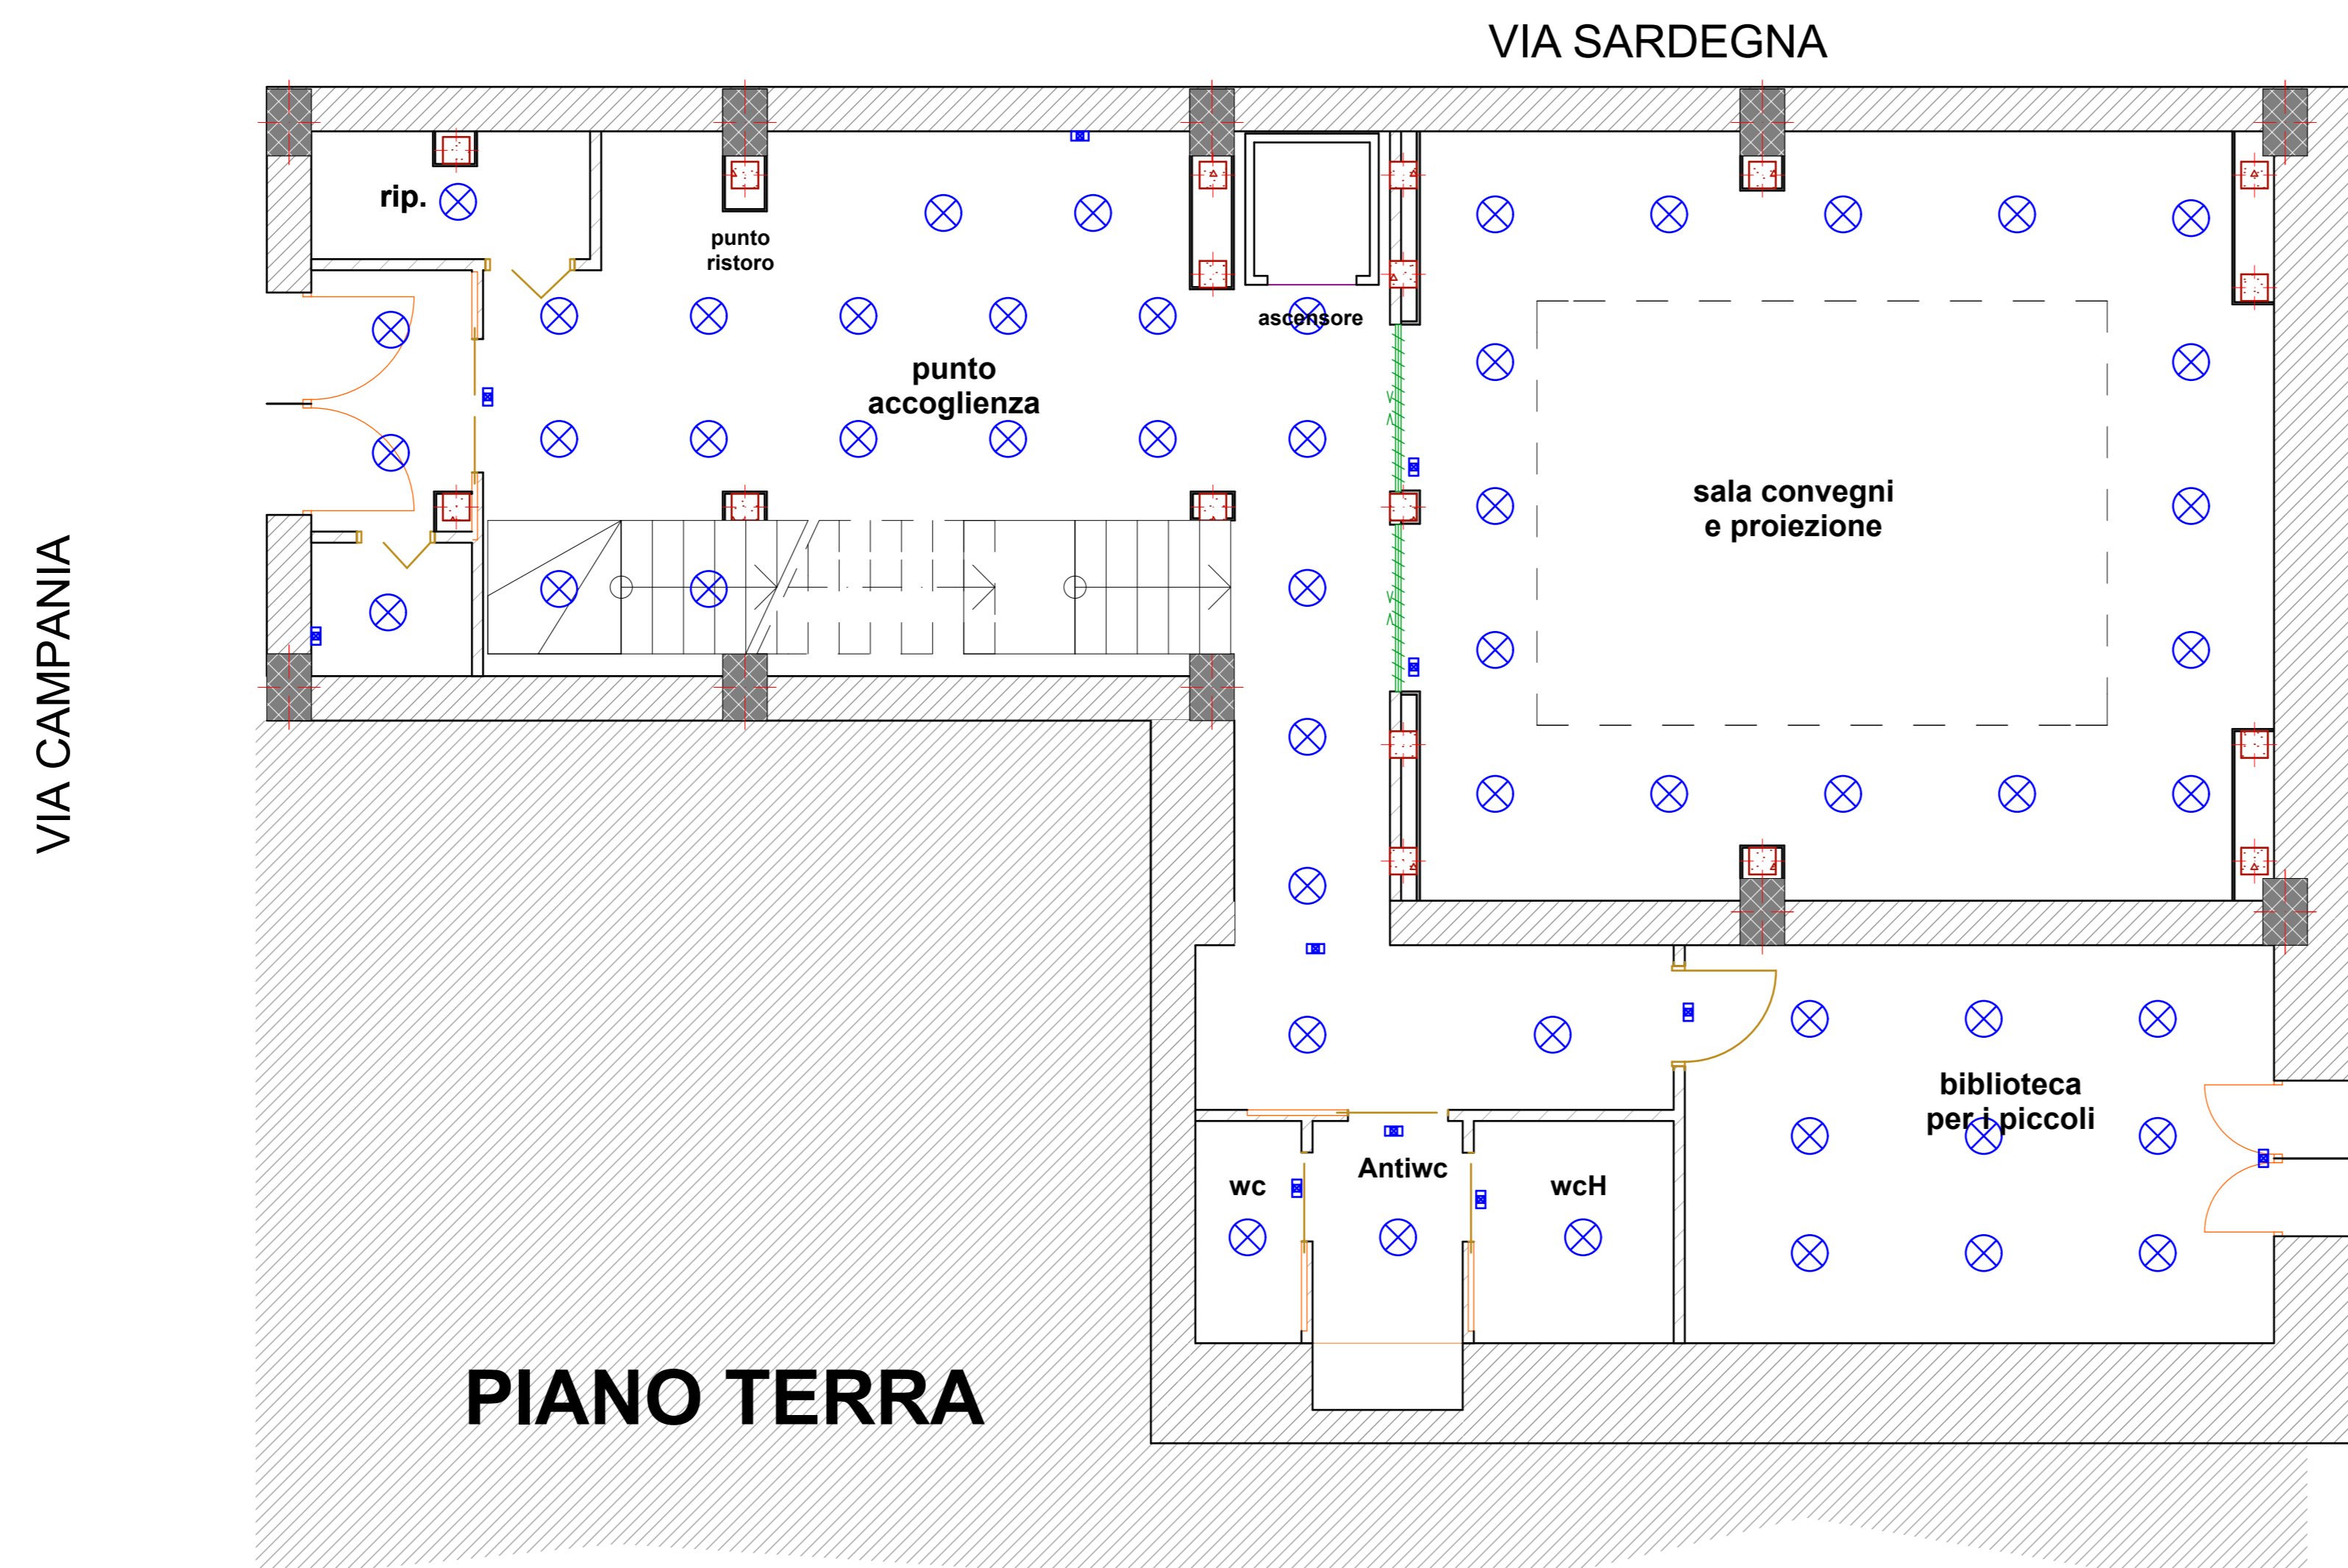 VIA SARDEGNA
rip.
punto
ristoro
ascensore
punto
accoglienza
sala convegni
e proiezione
VIA CAMPANIA
biblioteca
per i piccoli
wc
Antiwc
wcH
PIANO TERRA